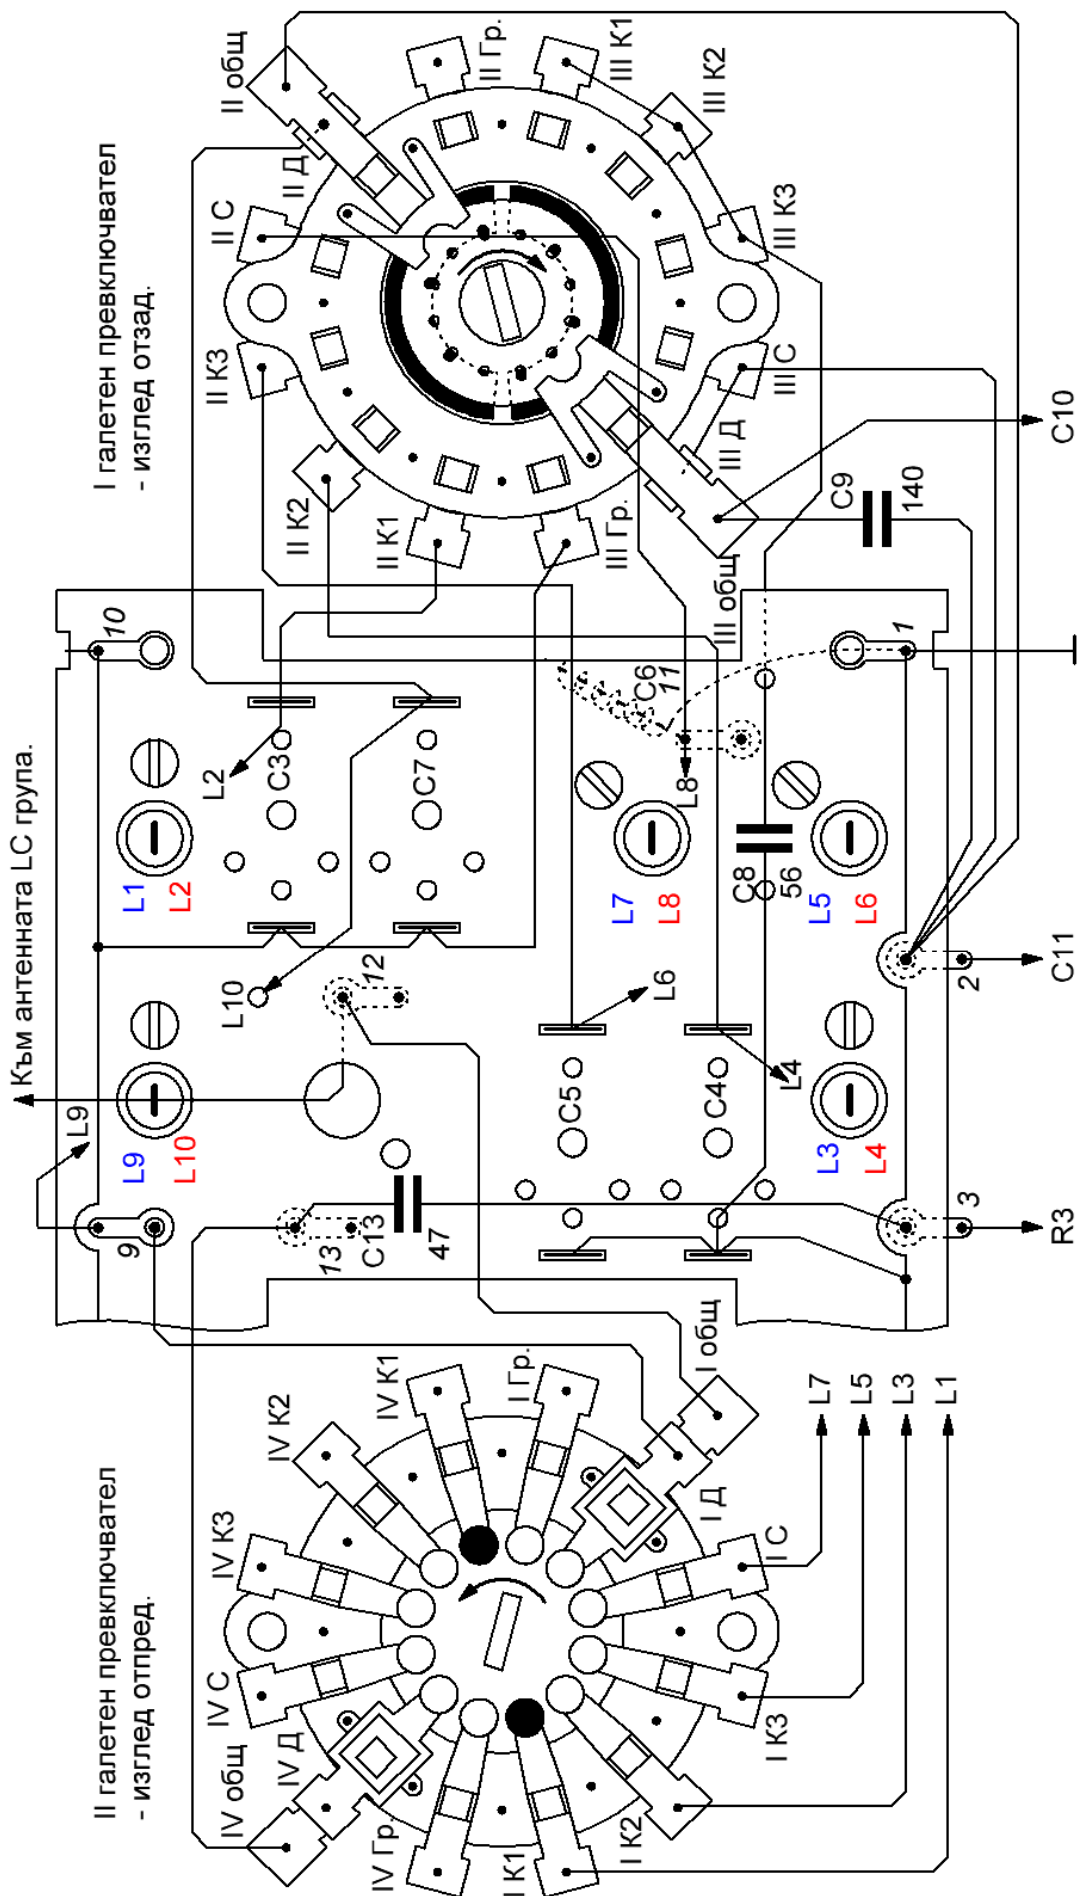 I галетен превключвател
- изглед отзад.
II общ
II Гр.
III К1
III К2
II Д
II С
III К3
II К3
III С
II К2
III Д
II К1
III Гр.
III общ
C9
140
C10
10
1
C6
11
L2
C3
C7
L8
L1
L2
L7
L8
C8
56
L5
L6
Към антенната LC група.
L10
12
L6
2
C11
L9
L9
L10
C5
C4
L4
L3
L4
9
13
C13
47
3
R3
II галетен превключвател
- изглед отпред.
I общ
IV К1
I Гр.
IV К2
I Д
IV К3
I С
IV С
IV Д
IV общ
I К3
IV Гр.
I К1
I К2
L7
L5
L3
L1